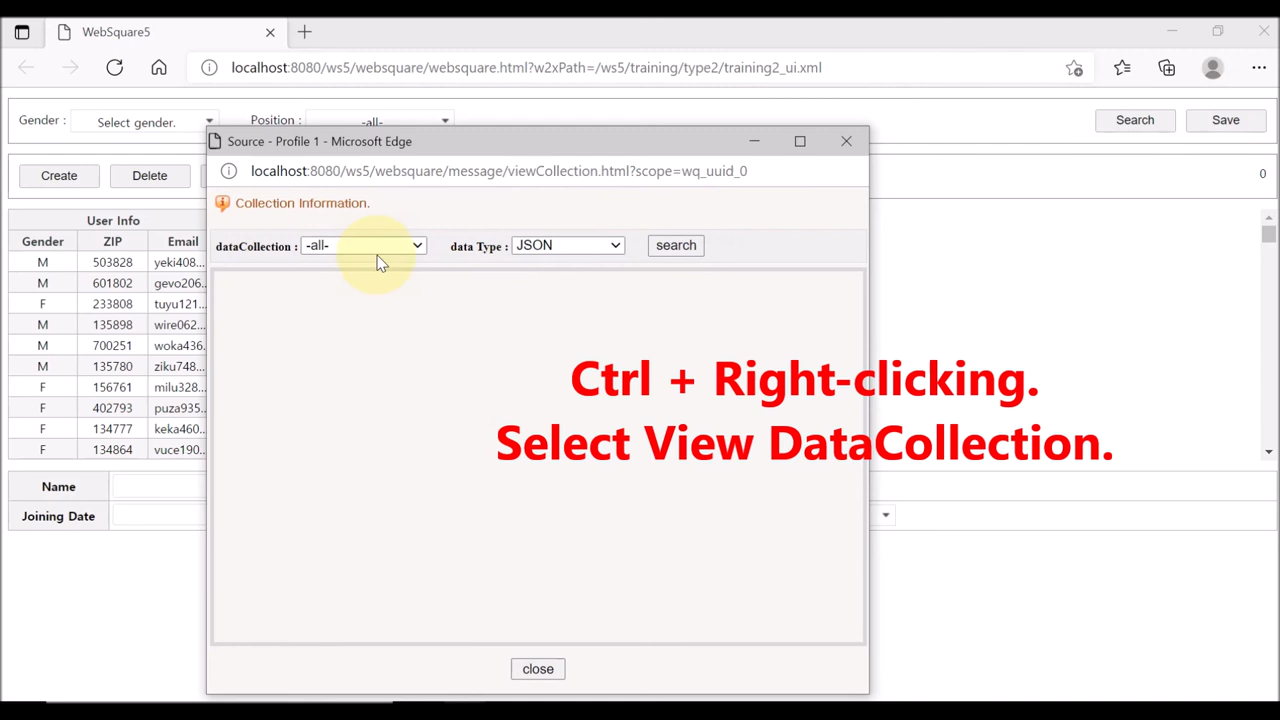 WebSquare5
localhost:8080/ws5/websquare/websquare.html?w2xPath=/ws5/training/type2/training2_ui.xml
Gender : Select gender. Position : -all- Search Save
Source - Profile 1 - Microsoft Edge
localhost:8080/ws5/websquare/message/viewCollection.html?scope=wq_uuid_0
Create Delete 0
Collection Information.
dataCollection : -all- data Type : JSON search
User Info
Gender ZIP Email
M 503828 yeki408...
M 601802 gevo206...
F 233808 tuyu121...
M 135898 wire062...
M 700251 woka436...
M 135780 ziku748...
F 156761 milu328...
F 402793 puza935...
F 134777 keka460...
F 134864 vuce190...
Ctrl + Right-clicking.
Select View DataCollection.
Name
Joining Date
close